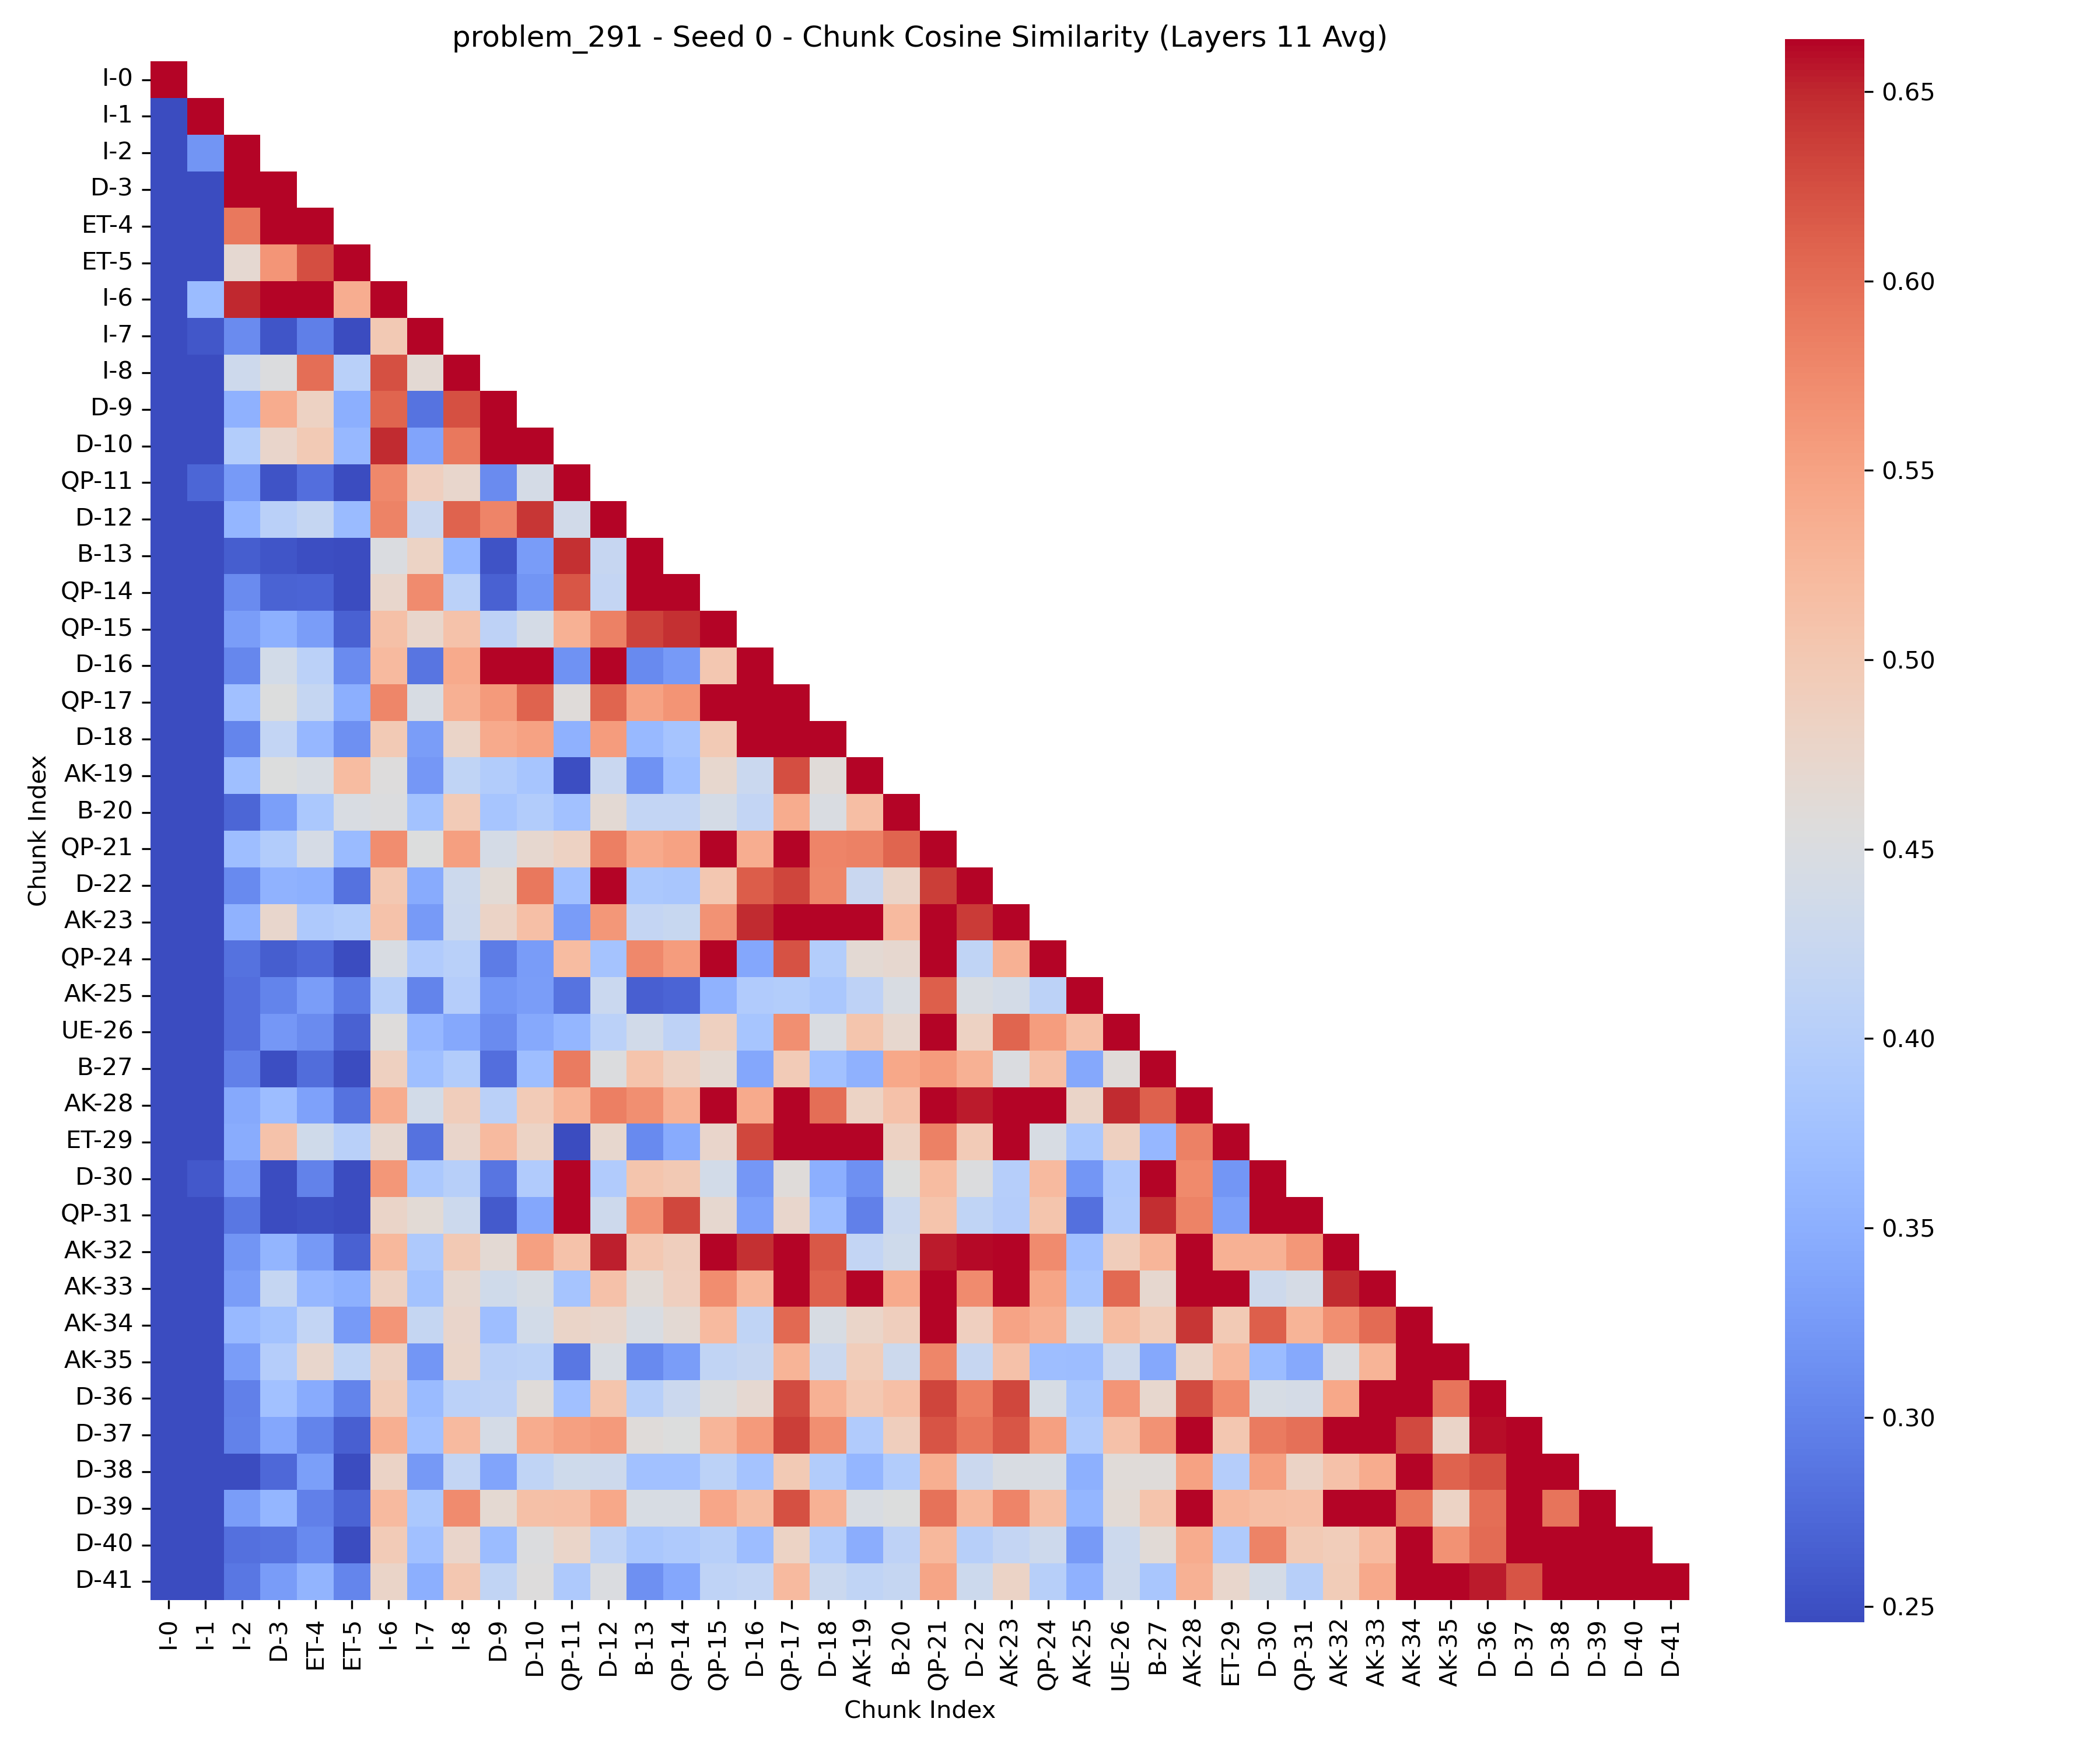 problem_291 - Seed 0 - Chunk Cosine Similarity (Layers 11 Avg)
I-0
I-1
I-2
D-3
ET-4
ET-5
I-6
I-7
I-8
D-9
D-10
QP-11
D-12
B-13
QP-14
QP-15
D-16
QP-17
D-18
AK-19
B-20
QP-21
D-22
AK-23
QP-24
AK-25
UE-26
B-27
AK-28
ET-29
D-30
QP-31
AK-32
AK-33
AK-34
AK-35
D-36
D-37
D-38
D-39
D-40
D-41
Chunk Index
I-0 I-1 I-2 D-3 ET-4 ET-5 I-6 I-7 I-8 D-9 D-10 QP-11 D-12 B-13 QP-14 QP-15 D-16 QP-17 D-18 AK-19 B-20 QP-21 D-22 AK-23 QP-24 AK-25 UE-26 B-27 AK-28 ET-29 D-30 QP-31 AK-32 AK-33 AK-34 AK-35 D-36 D-37 D-38 D-39 D-40 D-41
Chunk Index
0.65
0.60
0.55
0.50
0.45
0.40
0.35
0.30
0.25